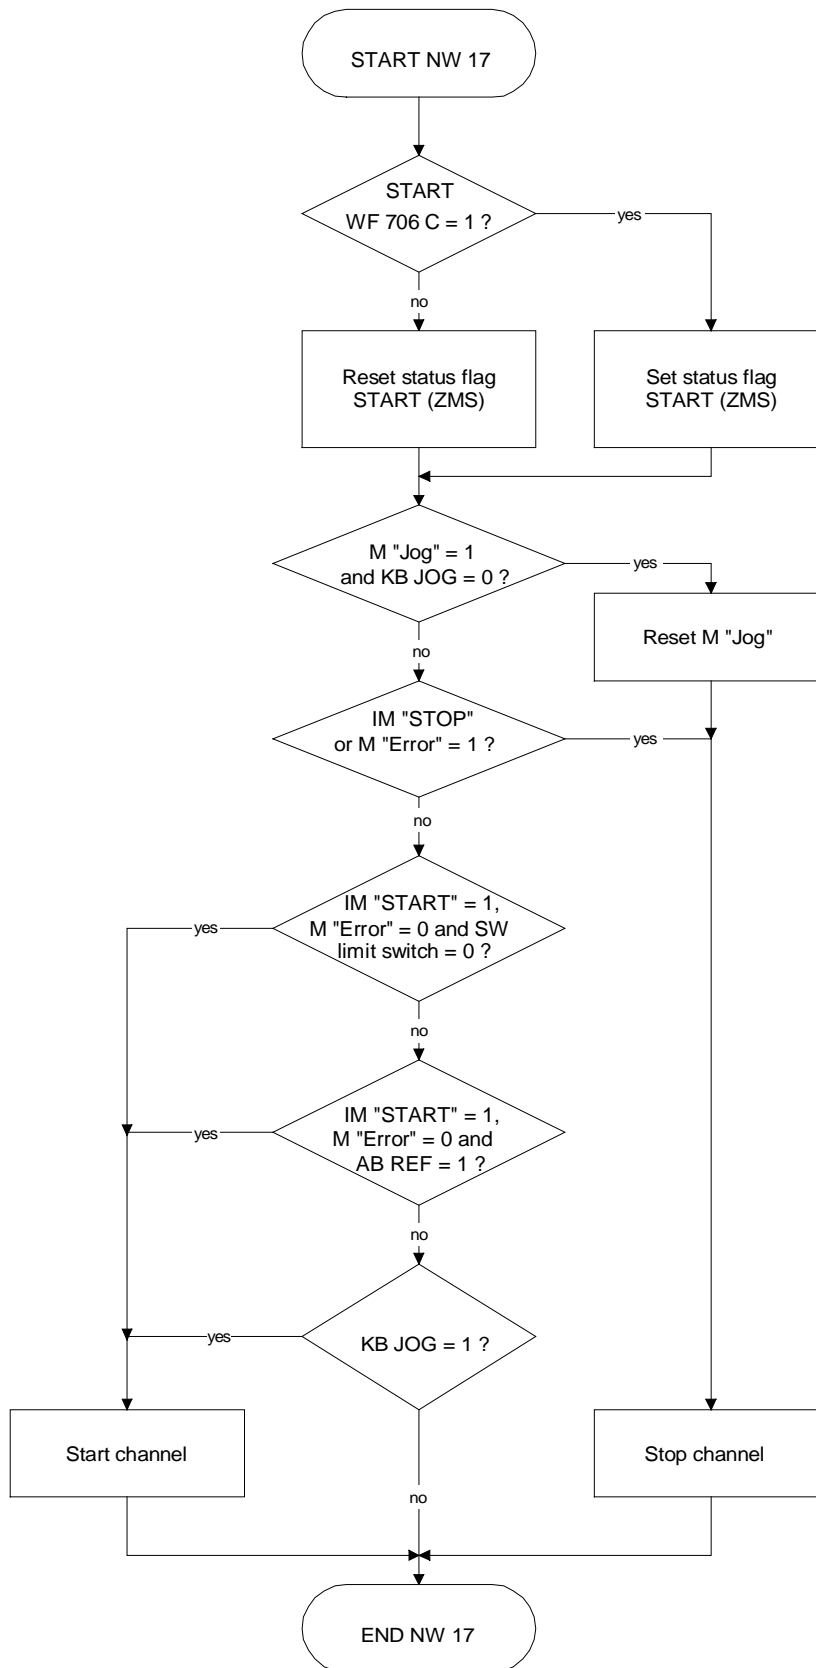 START NW 17
START
WF 706 C = 1 ?
yes
no
Reset status flag
START (ZMS)
Set status flag
START (ZMS)
M "Jog" = 1
and KB JOG = 0 ?
yes
Reset M "Jog"
no
IM "STOP"
or M "Error" = 1 ?
yes
no
IM "START" = 1,
M "Error" = 0 and SW
limit switch = 0 ?
yes
no
IM "START" = 1,
M "Error" = 0 and
AB REF = 1 ?
yes
no
KB JOG = 1 ?
yes
Start channel
Stop channel
no
END NW 17